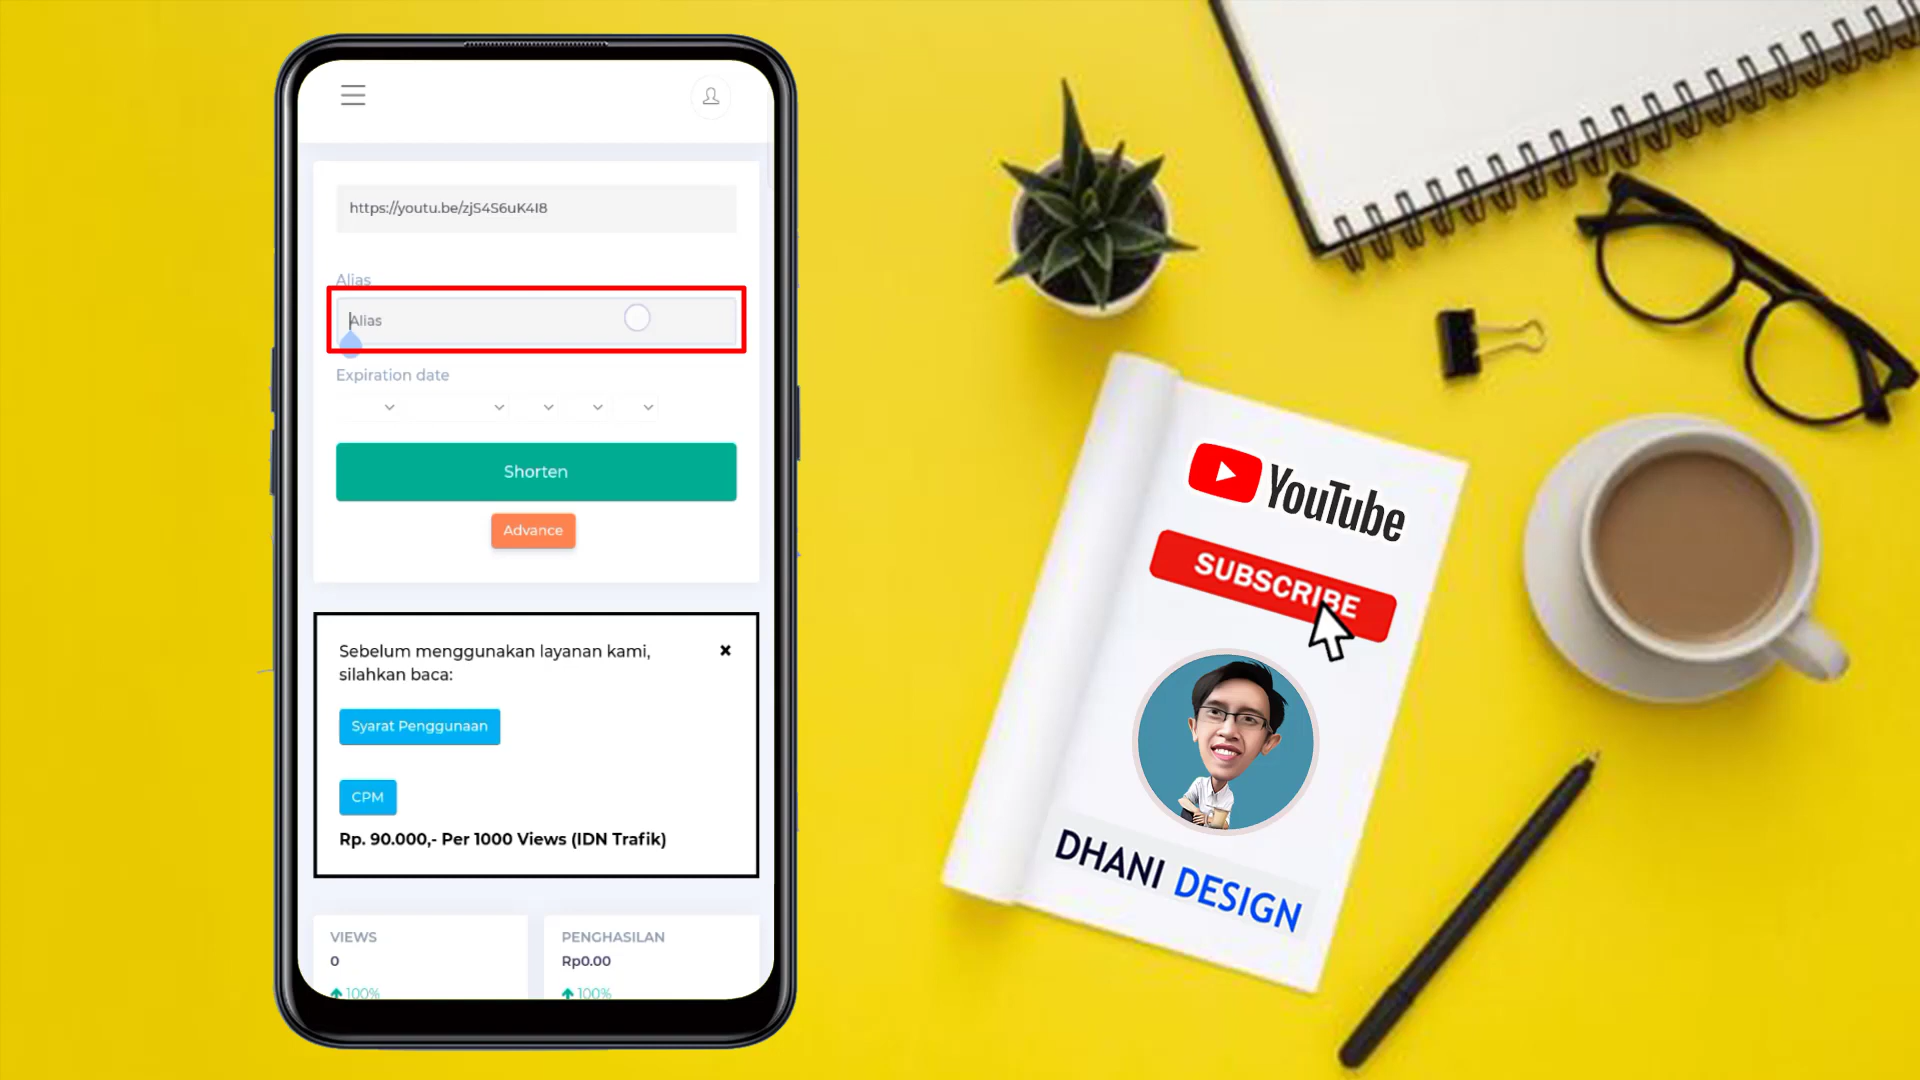 https://youtu.be/zjS4S6uK4I8
Alias
Alias
Expiration date
Shorten
Advance
Sebelum menggunakan layanan kami,
silahkan baca:
Syarat Penggunaan
CPM
Rp. 90.000,- Per 1000 Views (IDN Trafik)
VIEWS
0
100%
PENGHASILAN
Rp0.00
100%
YouTube
SUBSCRIBE
DHANI DESIGN